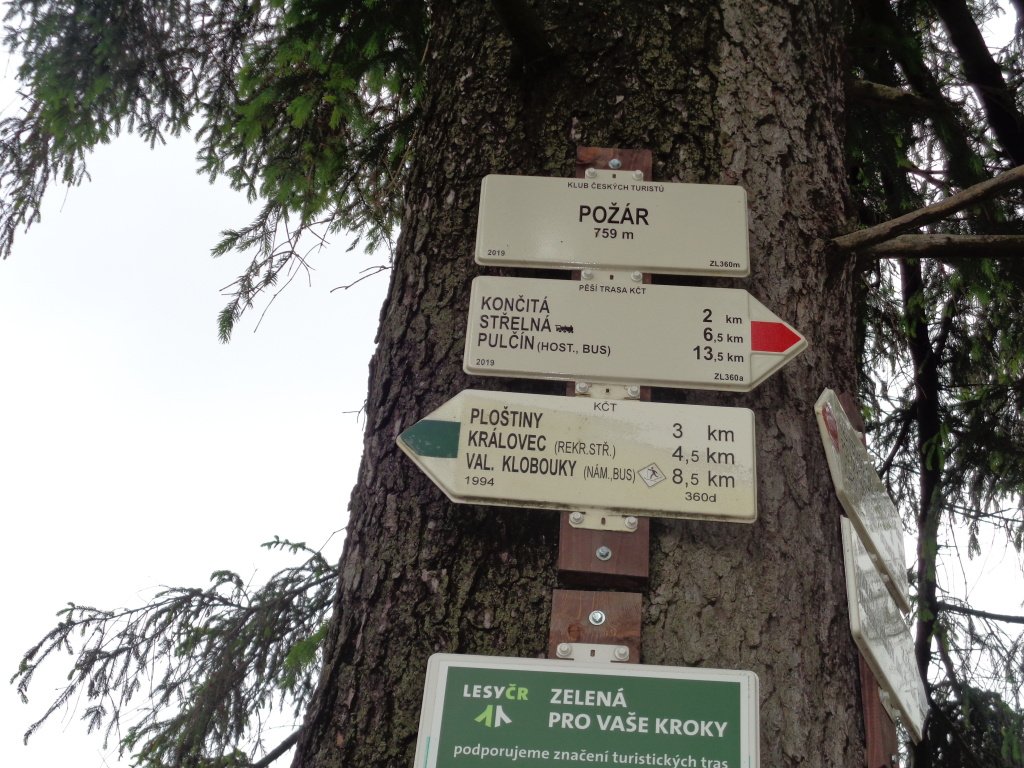 KLUB ČESKÝCH TURISTŮ
POŽÁR
759 m
2019 ZL360m
PĚŠÍ TRASA KČT
KONČITÁ 2 km
STŘELNÁ 6,5 km
PULČÍN (HOST., BUS) 13,5 km
2019 ZL360a
KČT
PLOŠTINY 3 km
KRÁLOVEC (REKR.STŘ.) 4,5 km
VAL. KLOBOUKY (NÁM.,BUS) 8,5 km
1994 360d
LESYČR ZELENÁ
PRO VAŠE KROKY
podporujeme značení turistických tras